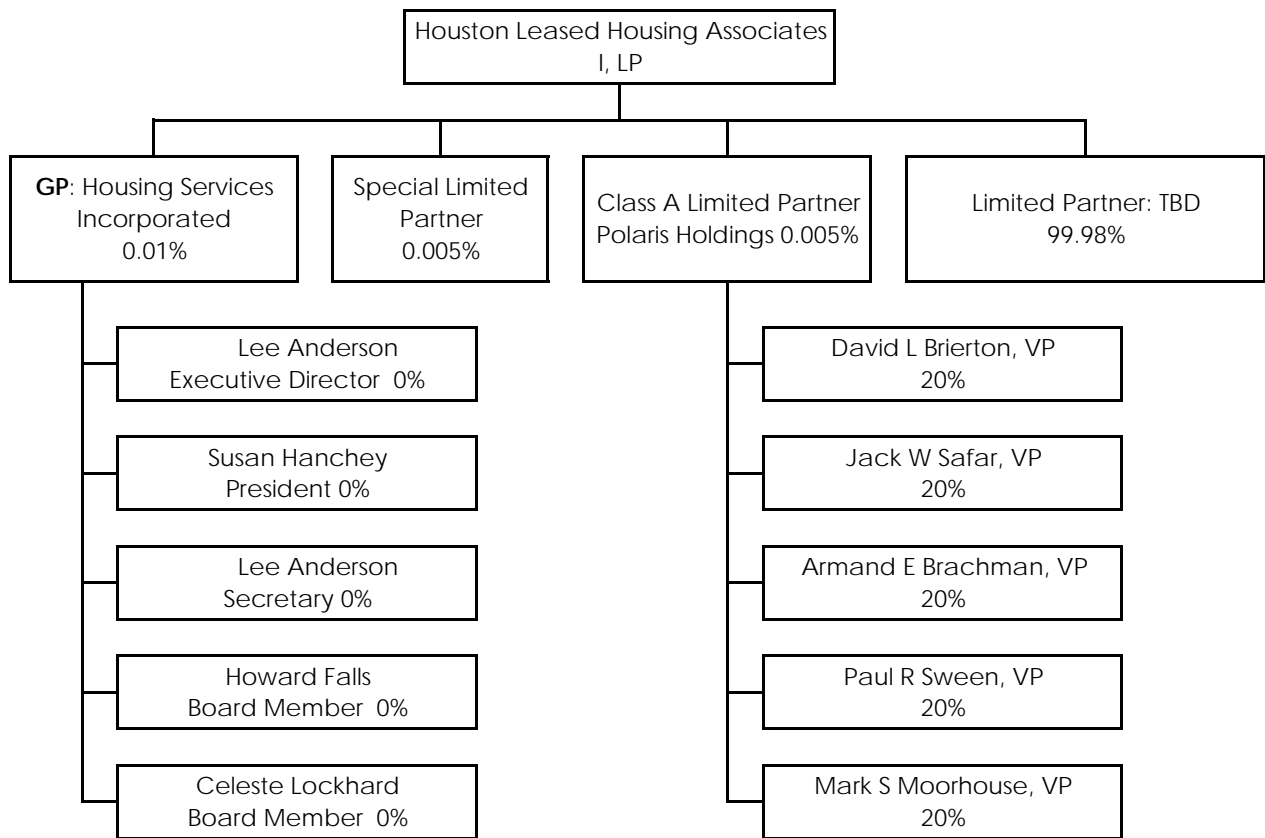 Houston Leased Housing Associates
I, LP
GP: Housing Services
Incorporated
0.01%
Special Limited
Partner
0.005%
Class A Limited Partner
Polaris Holdings 0.005%
Limited Partner: TBD
99.98%
Lee Anderson
Executive Director 0%
Susan Hanchey
President 0%
Lee Anderson
Secretary 0%
Howard Falls
Board Member 0%
Celeste Lockhard
Board Member 0%
David L Brierton, VP
20%
Jack W Safar, VP
20%
Armand E Brachman, VP
20%
Paul R Sween, VP
20%
Mark S Moorhouse, VP
20%